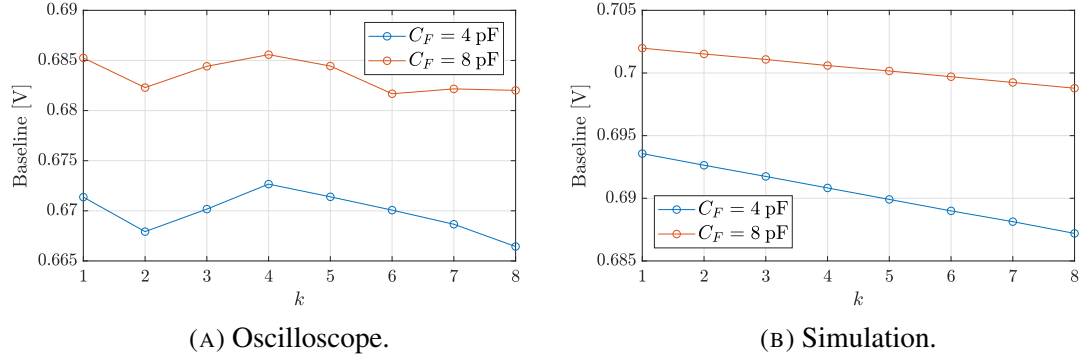 0.69
0.685
0.68
0.675
0.67
0.665
Baseline [V]
1 2 3 4 5 6 7 8
k
C_F = 4 pF
C_F = 8 pF
(A) Oscilloscope.
0.705
0.7
0.695
0.69
0.685
Baseline [V]
1 2 3 4 5 6 7 8
k
C_F = 4 pF
C_F = 8 pF
(B) Simulation.